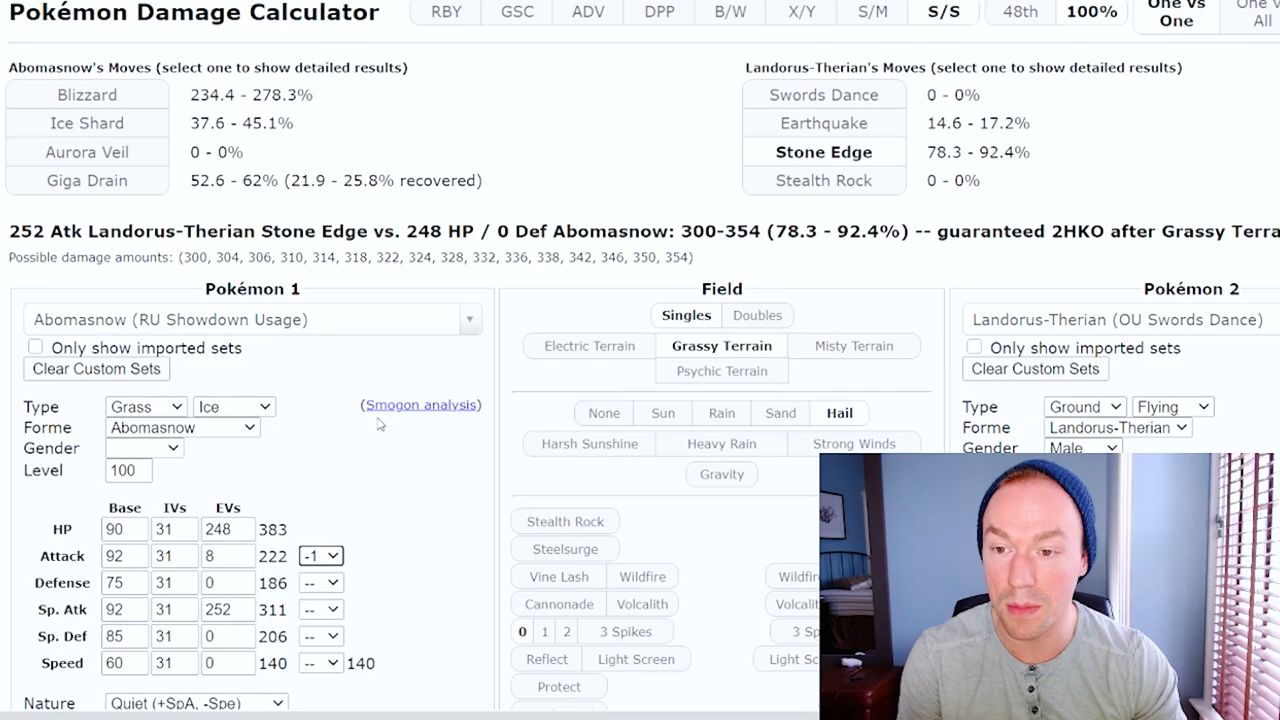 Pokémon Damage Calculator
RBY GSC ADV DPP B/W X/Y S/M S/S 48th 100% One vs One
Abomasnow's Moves (select one to show detailed results)
Blizzard 234.4 - 278.3%
Ice Shard 37.6 - 45.1%
Aurora Veil 0 - 0%
Giga Drain 52.6 - 62% (21.9 - 25.8% recovered)
Landorus-Therian's Moves (select one to show detailed results)
Swords Dance 0 - 0%
Earthquake 14.6 - 17.2%
Stone Edge 78.3 - 92.4%
Stealth Rock 0 - 0%
252 Atk Landorus-Therian Stone Edge vs. 248 HP / 0 Def Abomasnow: 300-354 (78.3 - 92.4%) -- guaranteed 2HKO after Grassy Terra
Possible damage amounts: (300, 304, 306, 310, 314, 318, 322, 324, 328, 332, 336, 338, 342, 346, 350, 354)
Pokémon 1
Abomasnow (RU Showdown Usage)
Only show imported sets
Clear Custom Sets
Type Grass Ice (Smogon analysis)
Forme Abomasnow
Gender
Level 100
Base IVs EVs
HP 90 31 248 383
Attack 92 31 8 222 -1
Defense 75 31 0 186 --
Sp. Atk 92 31 252 311 --
Sp. Def 85 31 0 206 --
Speed 60 31 0 140 -- 140
Nature Quiet (+SpA, -Spe)
Field
Singles Doubles
Electric Terrain Grassy Terrain Misty Terrain
Psychic Terrain
None Sun Rain Sand Hail
Harsh Sunshine Heavy Rain Strong Winds
Gravity
Stealth Rock
Steelsurge
Vine Lash Wildfire Wildfir
Cannonade Volcalith Volcal
0 1 2 3 Spikes 3 Sp
Reflect Light Screen Light Sc
Protect
Pokémon 2
Landorus-Therian (OU Swords Dance)
Only show imported sets
Clear Custom Sets
Type Ground Flying
Forme Landorus-Therian
Gender Male